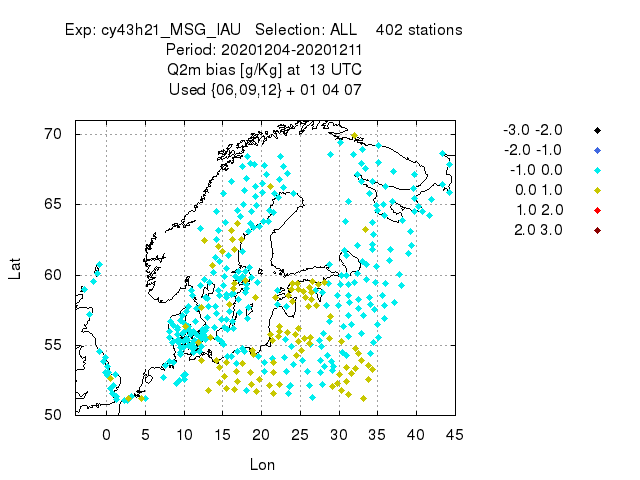 Exp: cy43h21_MSG_IAU Selection: ALL 402 stations
Period: 20201204-20201211
Q2m bias [g/Kg] at 13 UTC
Used {06,09,12} + 01 04 07
70
65
60
55
50
Lat
0 5 10 15 20 25 30 35 40 45
Lon
-3.0 -2.0
-2.0 -1.0
-1.0 0.0
0.0 1.0
1.0 2.0
2.0 3.0